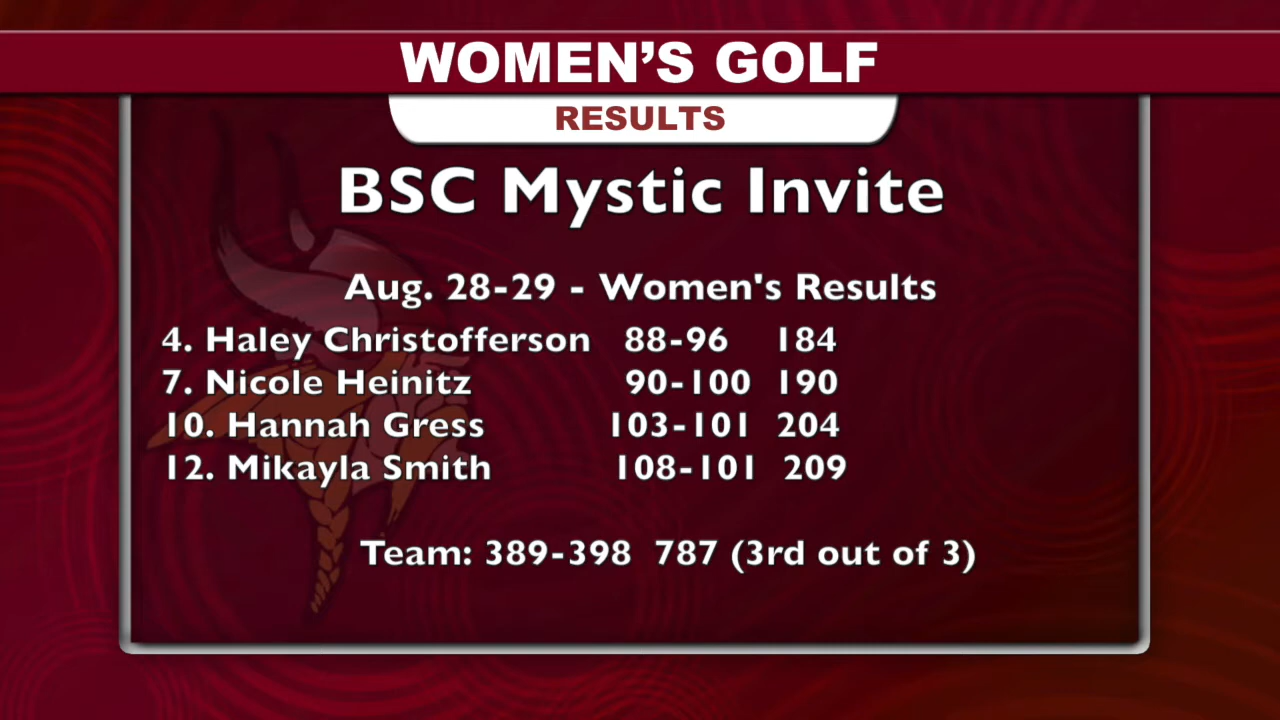 WOMEN'S GOLF
RESULTS
BSC Mystic Invite
Aug. 28-29 - Women's Results
4. Haley Christofferson 88-96 184
7. Nicole Heinitz 90-100 190
10. Hannah Gress 103-101 204
12. Mikayla Smith 108-101 209
Team: 389-398 787 (3rd out of 3)